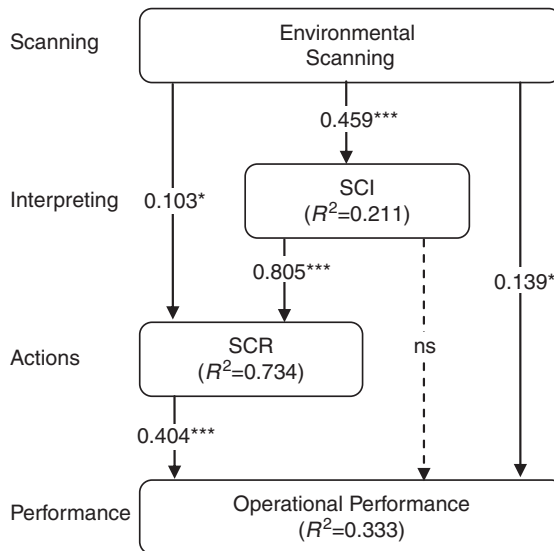 Scanning
Environmental
Scanning
0.459***
Interpreting
0.103*
SCI
(R²=0.211)
0.805***
0.139*
Actions
SCR
(R²=0.734)
ns
0.404***
Performance
Operational Performance
(R²=0.333)